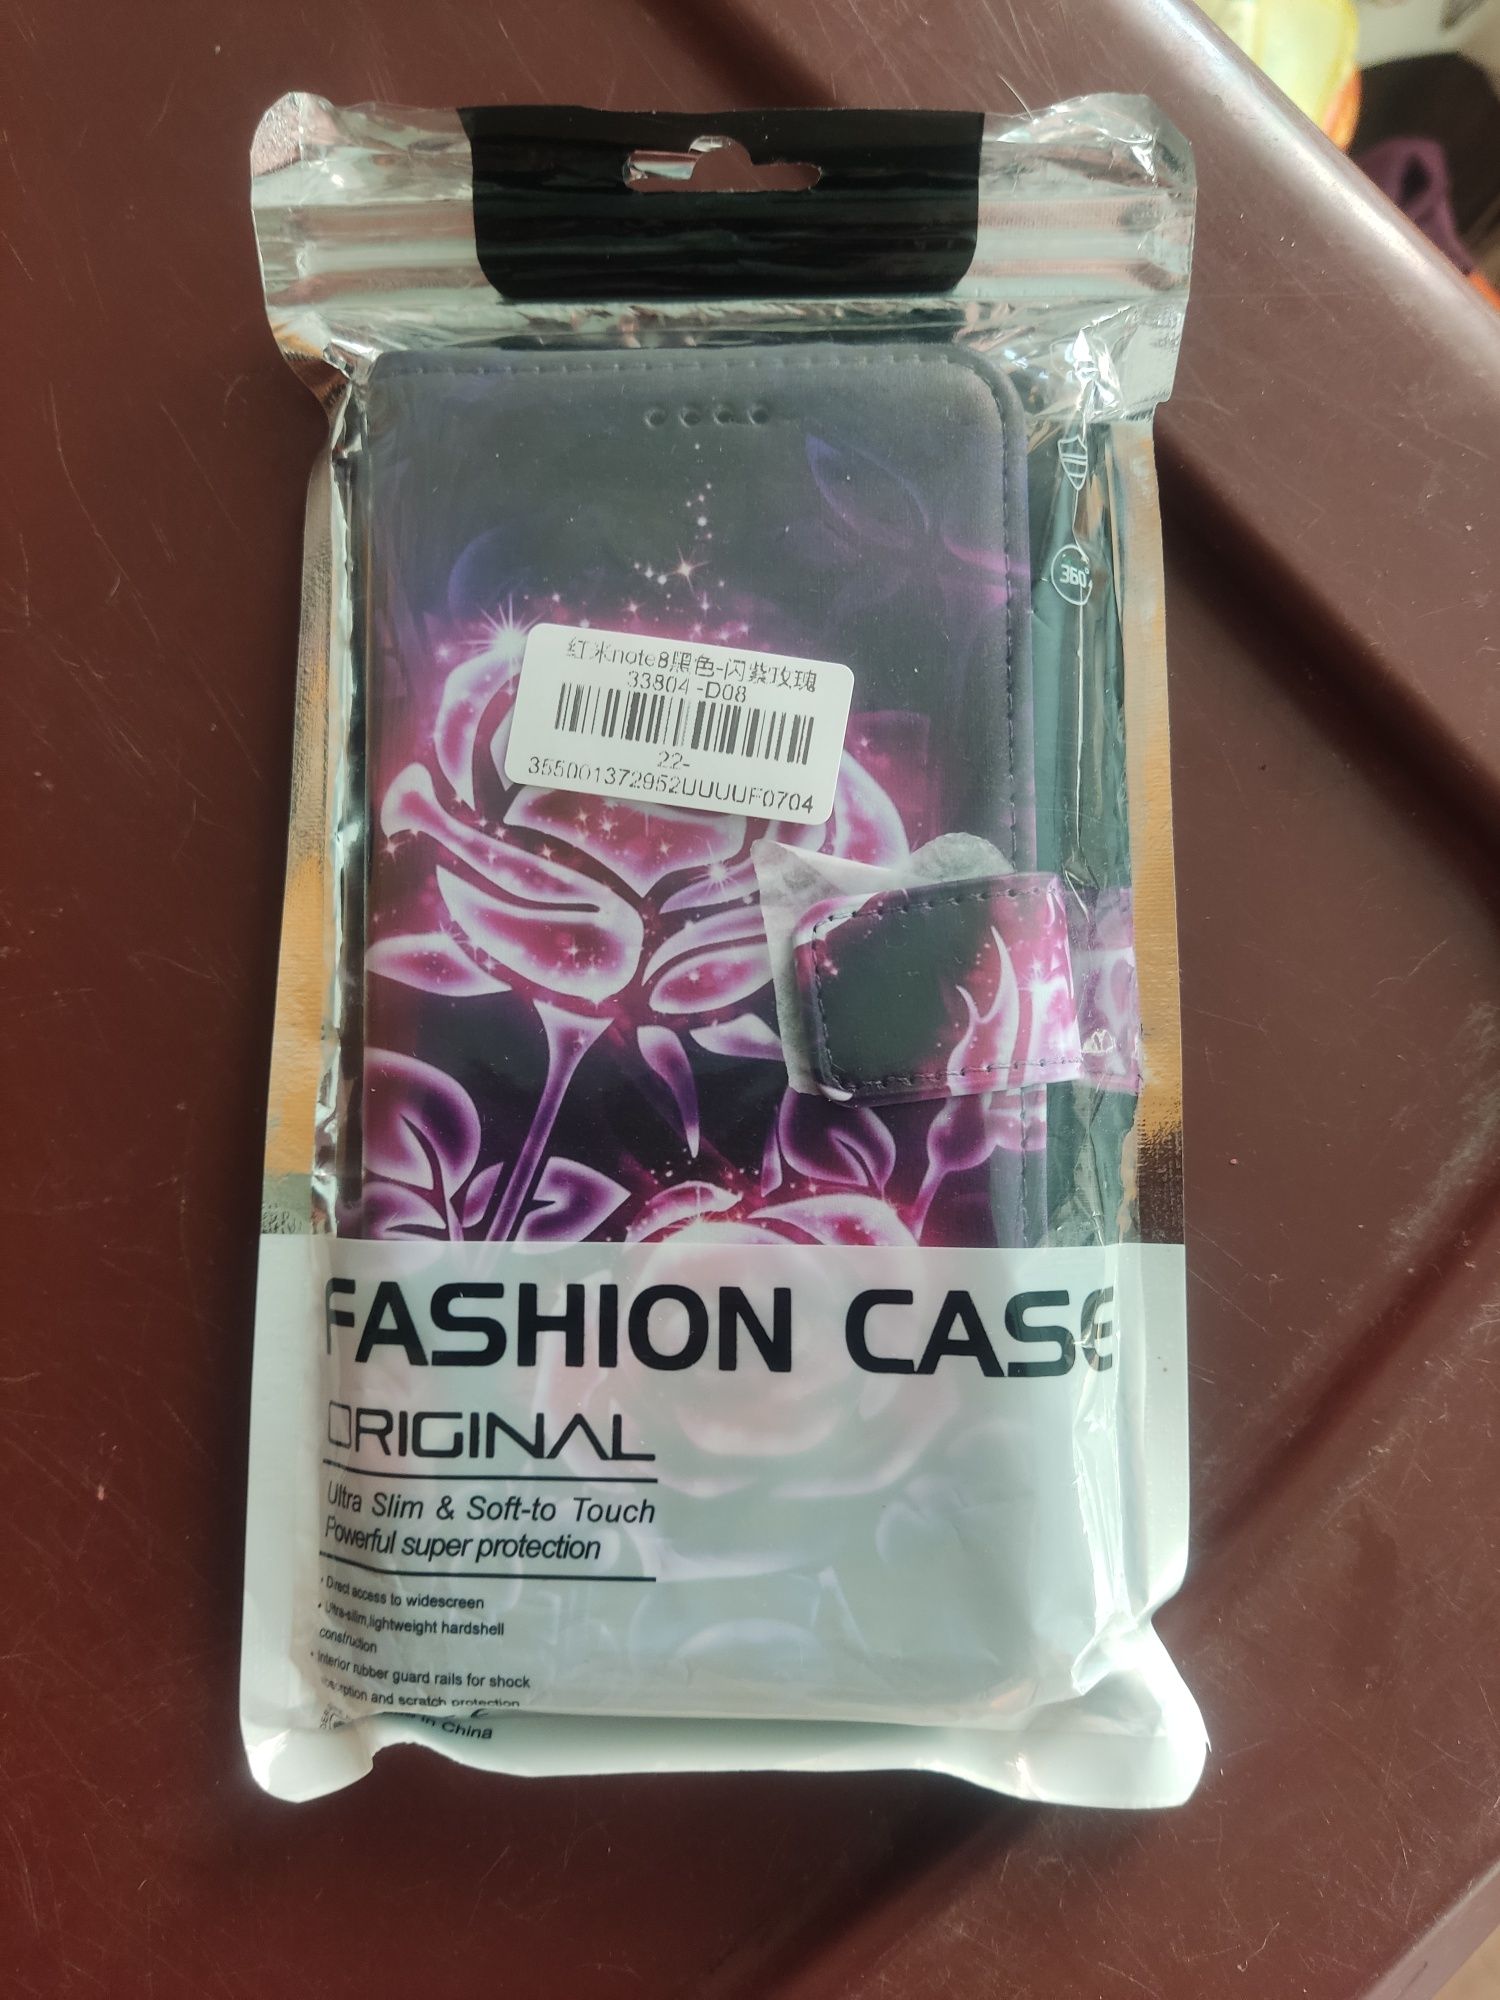 360°
红米note8黑色-闪紫玫瑰
33804 -D08
22-
355001372952UUUUF0704
FASHION CASE
ORIGINAL
Ultra Slim & Soft-to Touch
Powerful super protection
• Direct access to widescreen
• Ultra-silim,lightweight hardshell
construction
• Interior rubber guard rails for shock
and scratch protection
in China